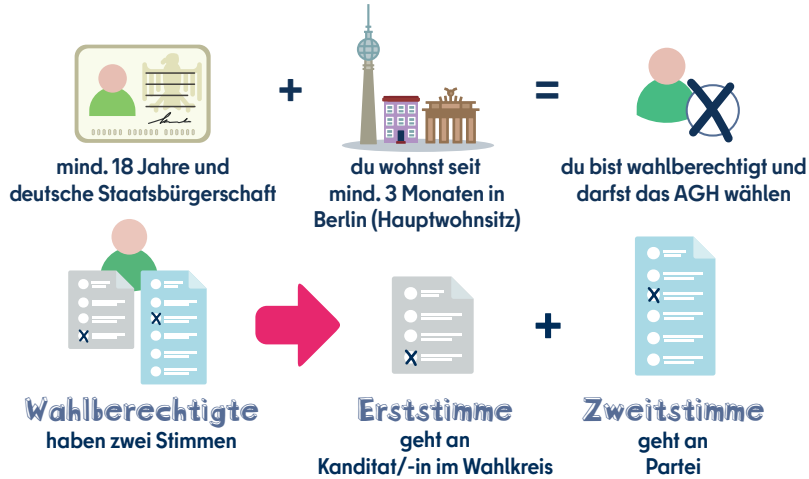 mind. 18 Jahre und
deutsche Staatsbürgerschaft
+
du wohnst seit
mind. 3 Monaten in
Berlin (Hauptwohnsitz)
=
du bist wahlberechtigt und
darfst das AGH wählen
Wahlberechtigte
haben zwei Stimmen
Erststimme
geht an
Kanditat/-in im Wahlkreis
+
Zweitstimme
geht an
Partei